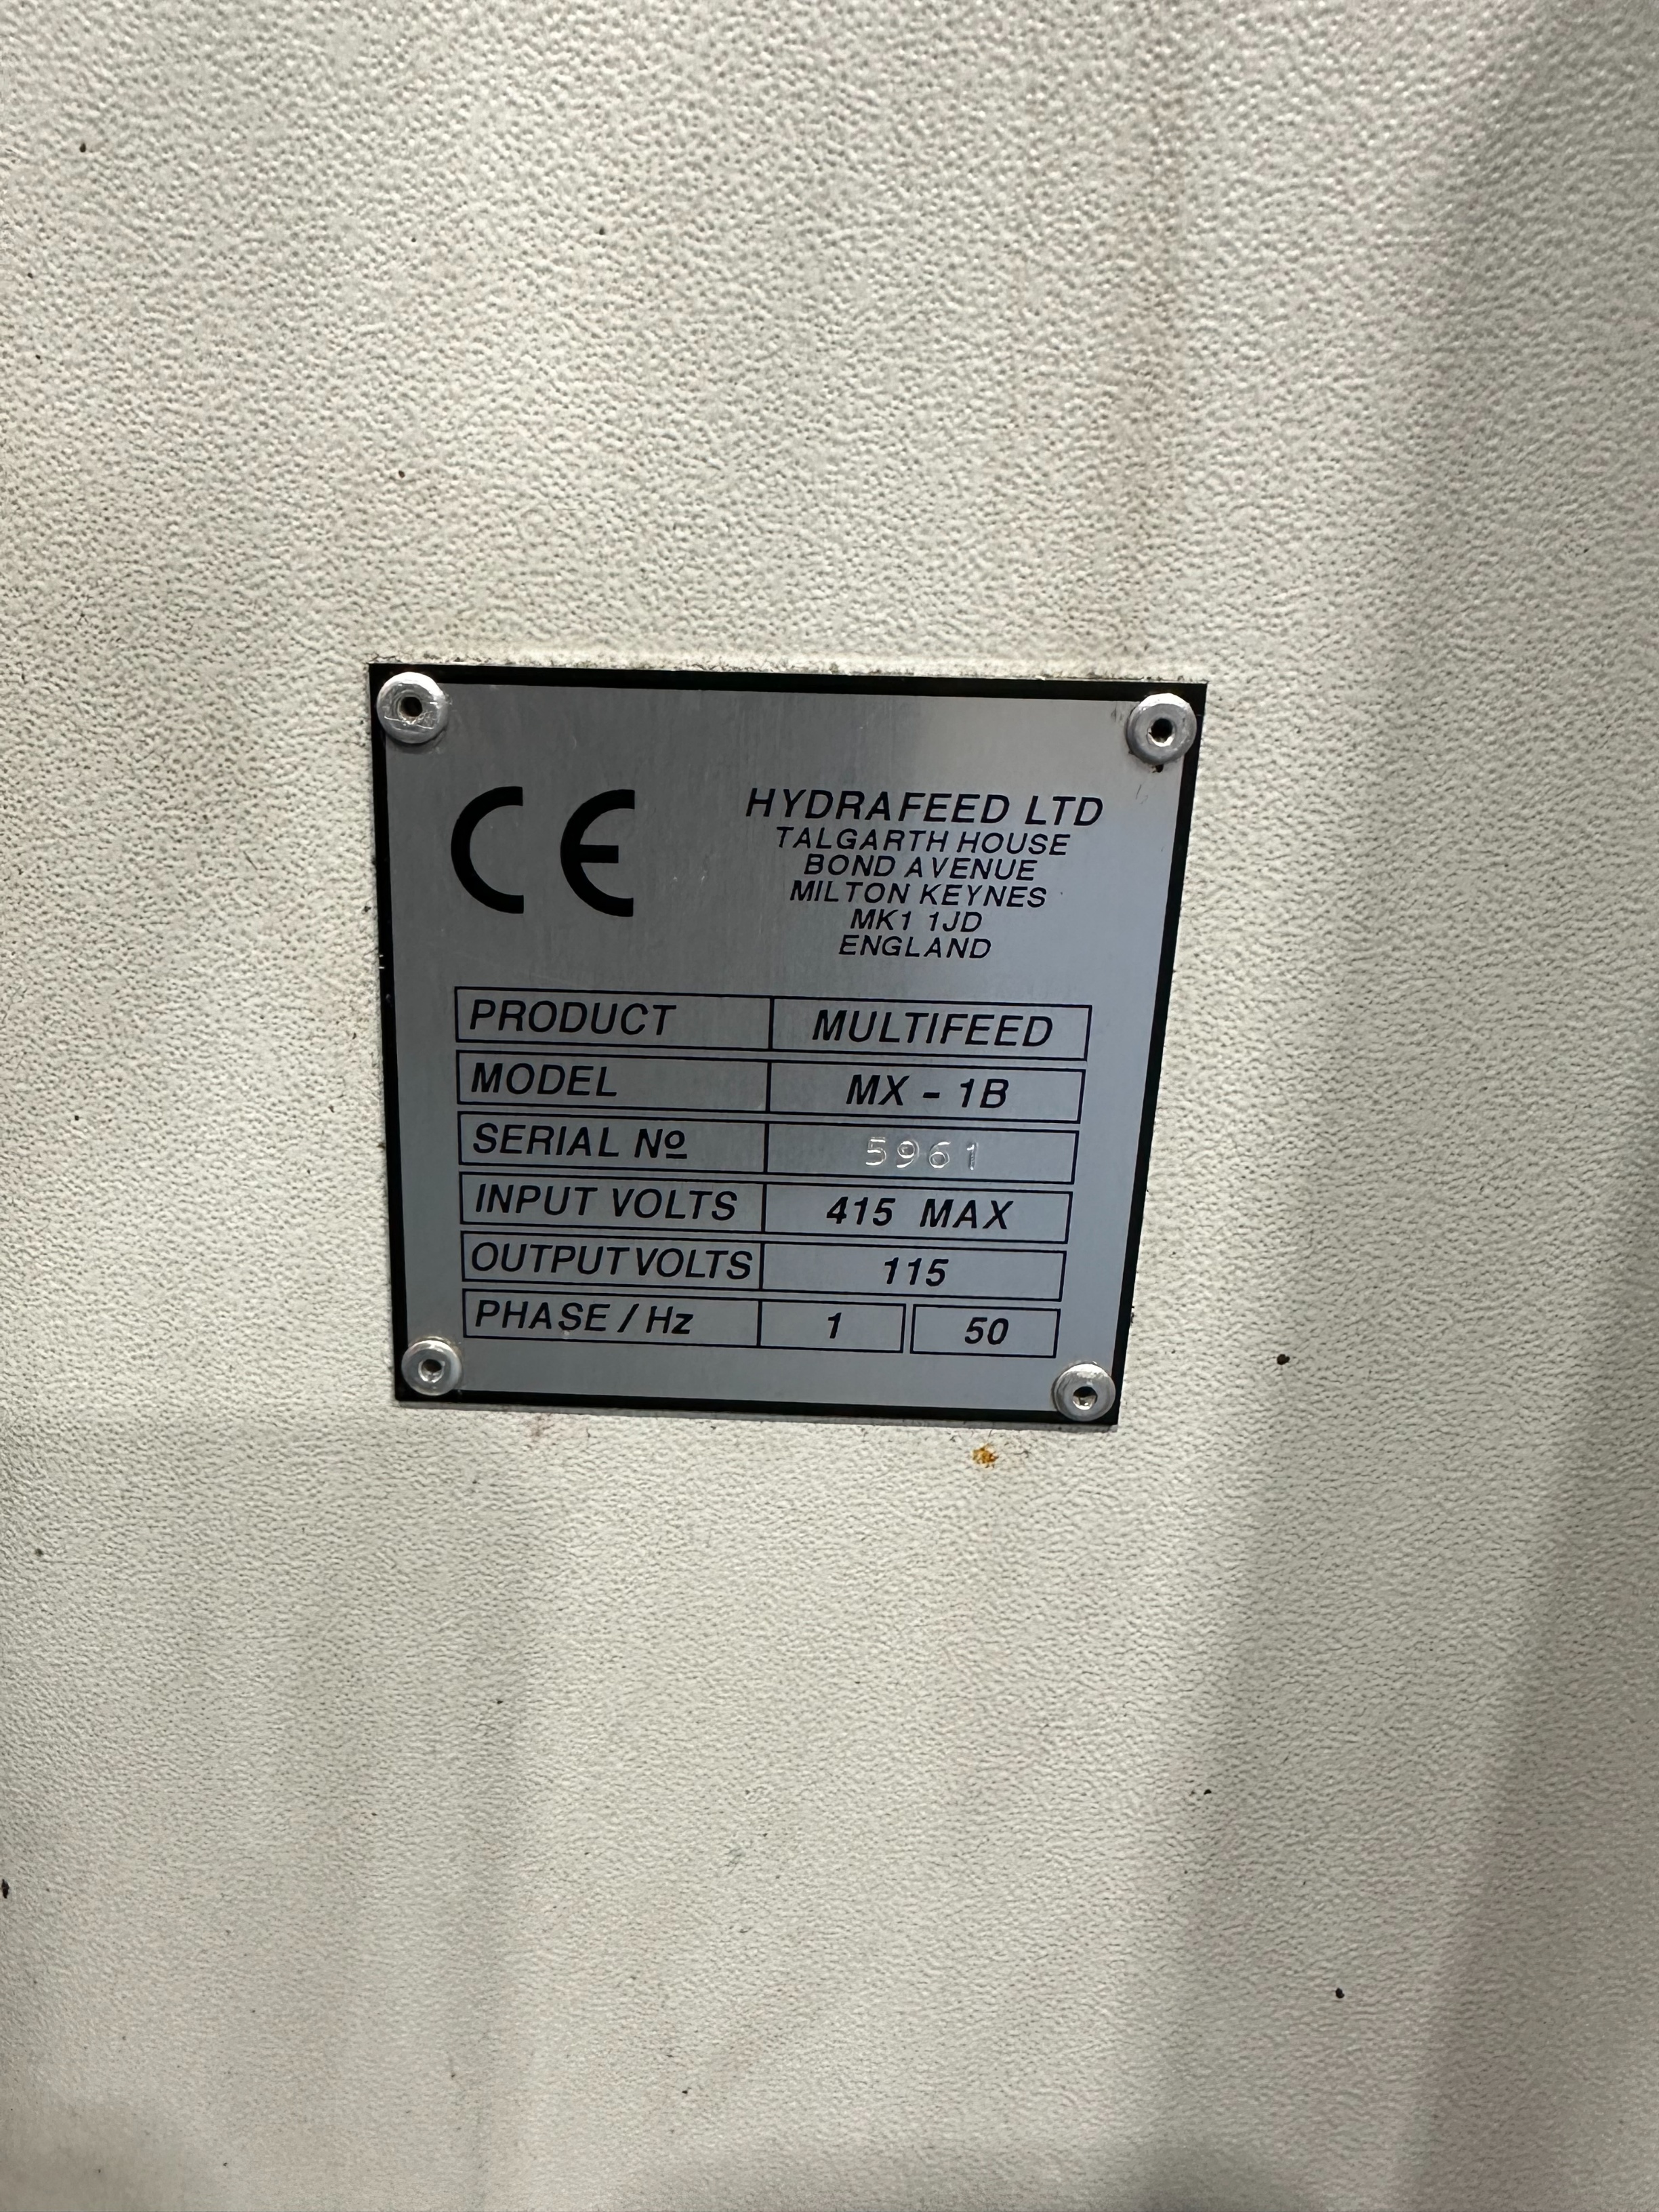 CE
HYDRAFEED LTD
TALGARTH HOUSE
BOND AVENUE
MILTON KEYNES
MK1 1JD
ENGLAND
PRODUCT MULTIFEED
MODEL MX - 1B
SERIAL Nº 5961
INPUT VOLTS 415 MAX
OUTPUT VOLTS 115
PHASE / Hz 1 50